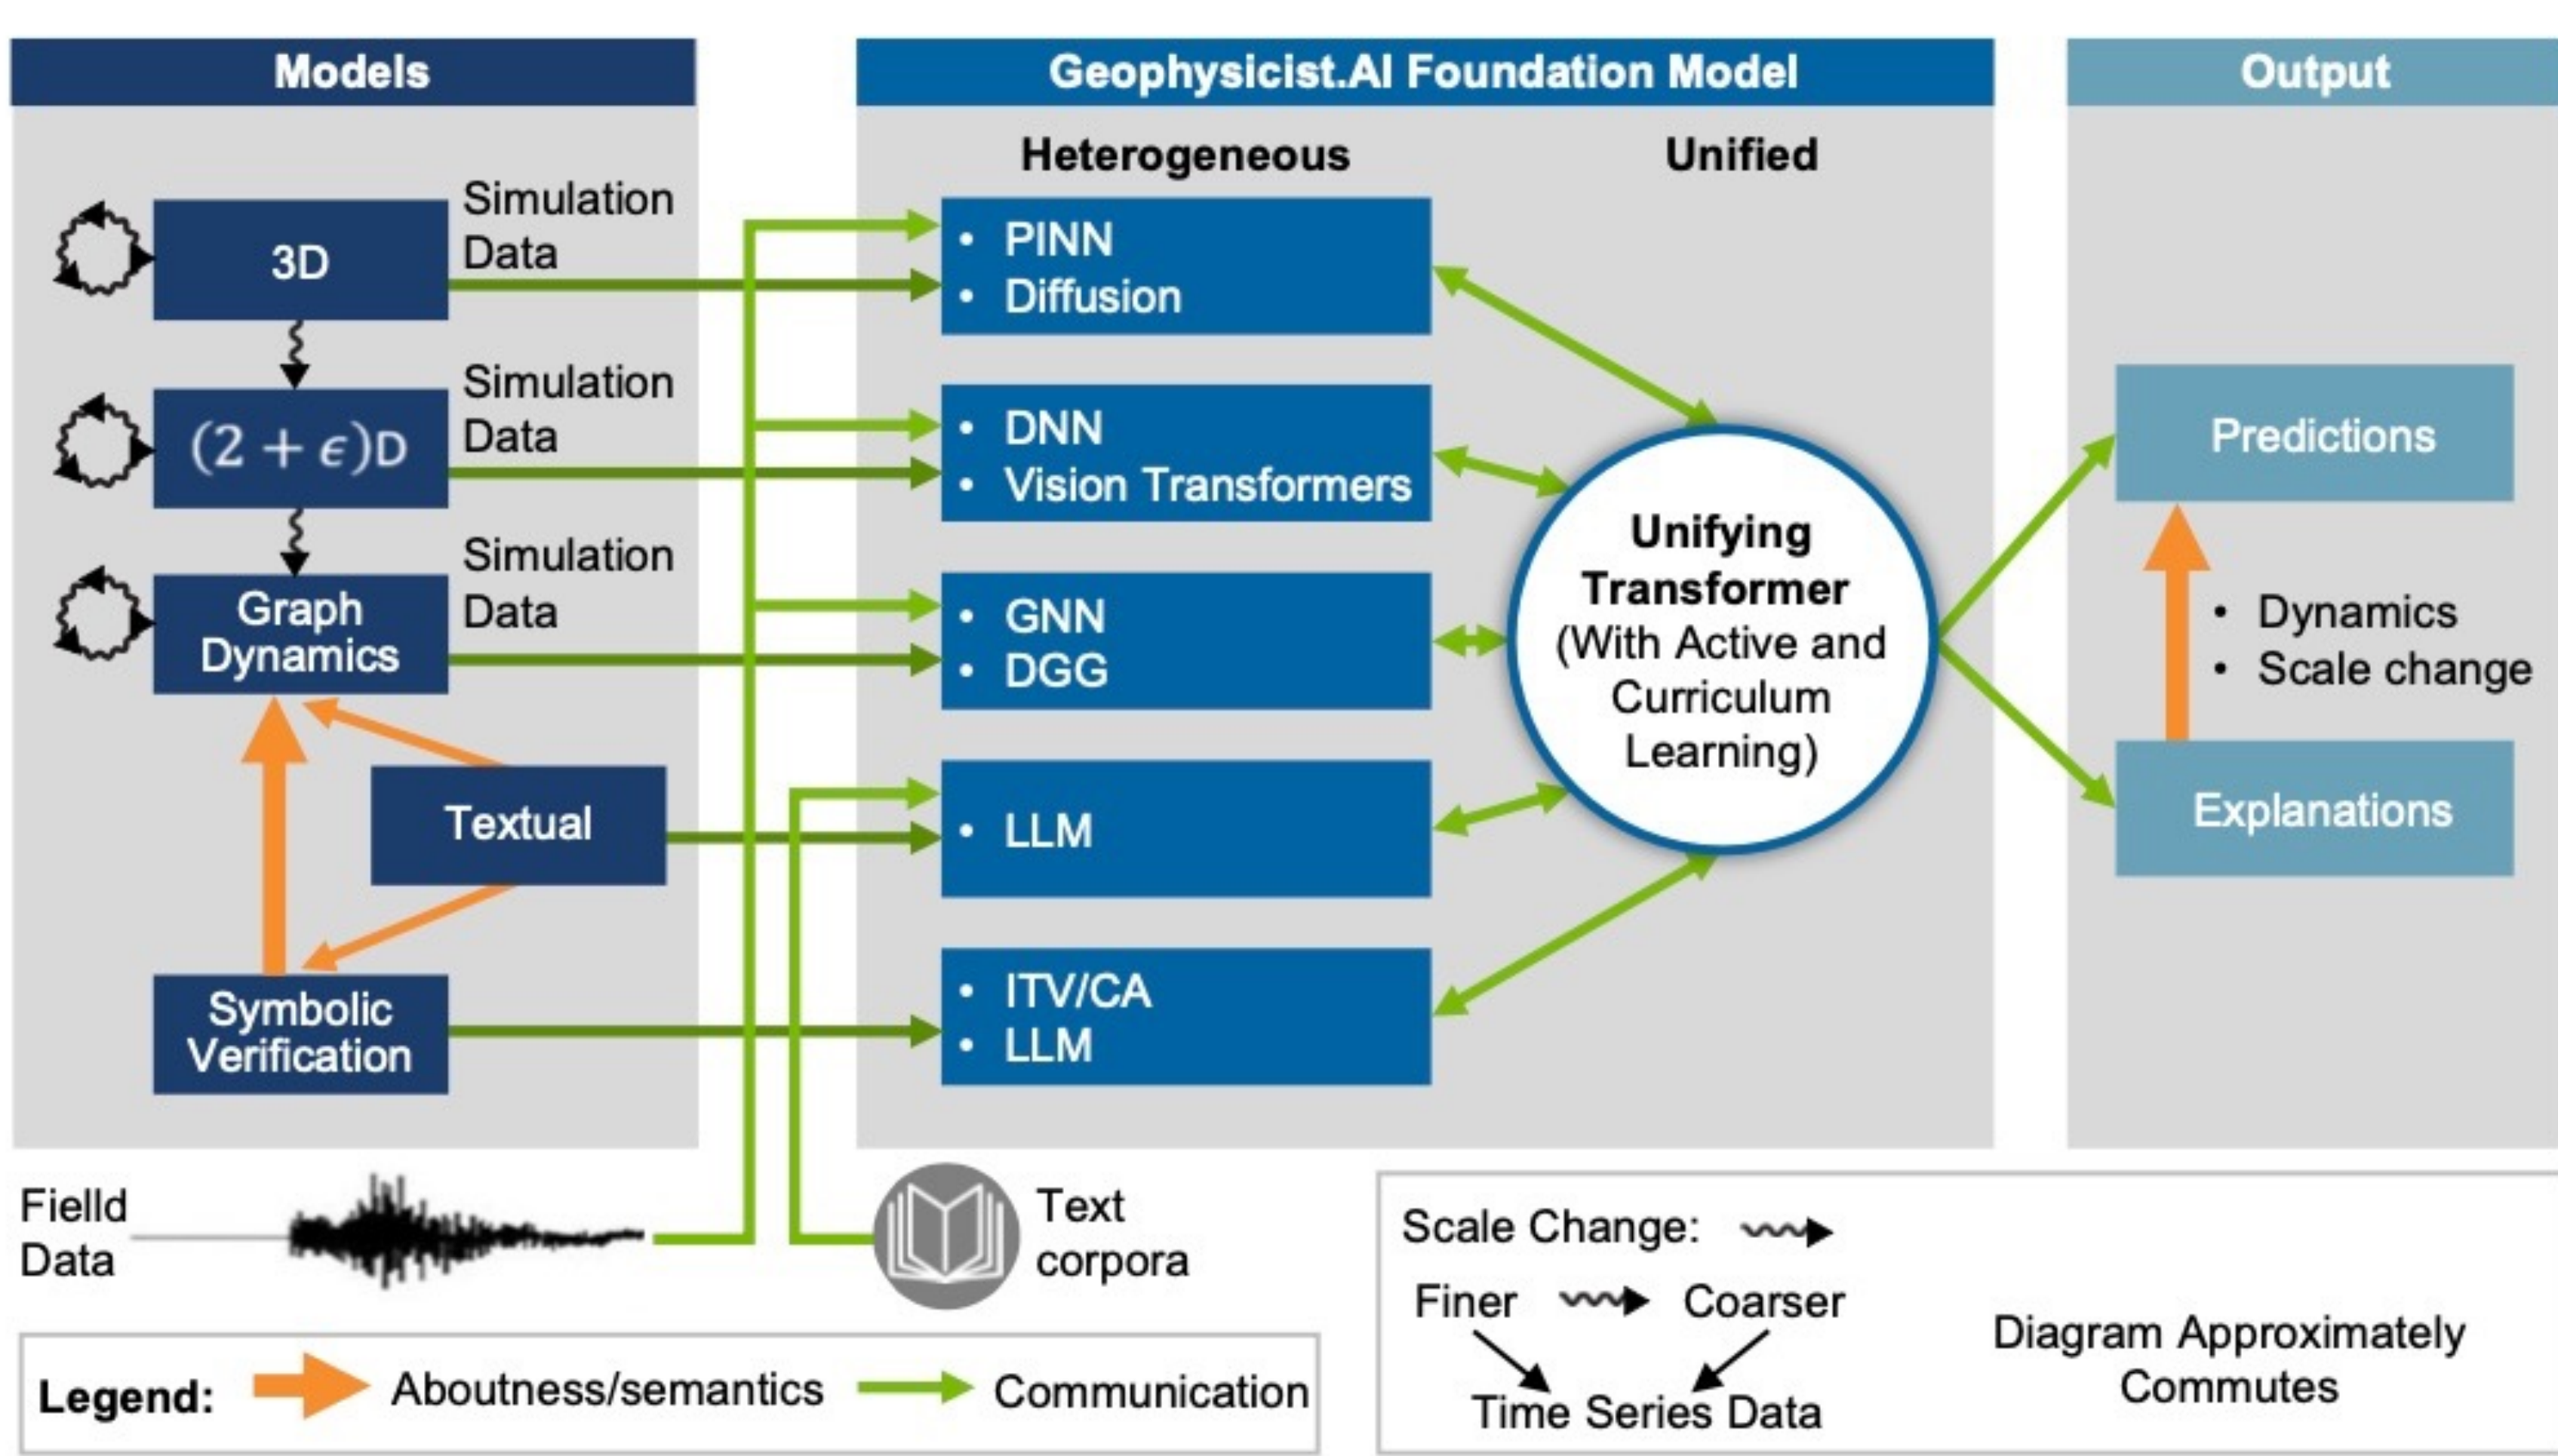 Models
Geophysicist.AI Foundation Model
Output
Heterogeneous
Unified
3D
Simulation
Data
(2 + ϵ)D
Simulation
Data
Graph
Dynamics
Simulation
Data
Textual
Symbolic
Verification
• PINN
• Diffusion
• DNN
• Vision Transformers
• GNN
• DGG
• LLM
• ITV/CA
• LLM
Unifying
Transformer
(With Active and
Curriculum
Learning)
Predictions
• Dynamics
• Scale change
Explanations
Fielld
Data
Text
corpora
Legend:
Aboutness/semantics
Communication
Scale Change:
Finer
Coarser
Time Series Data
Diagram Approximately
Commutes